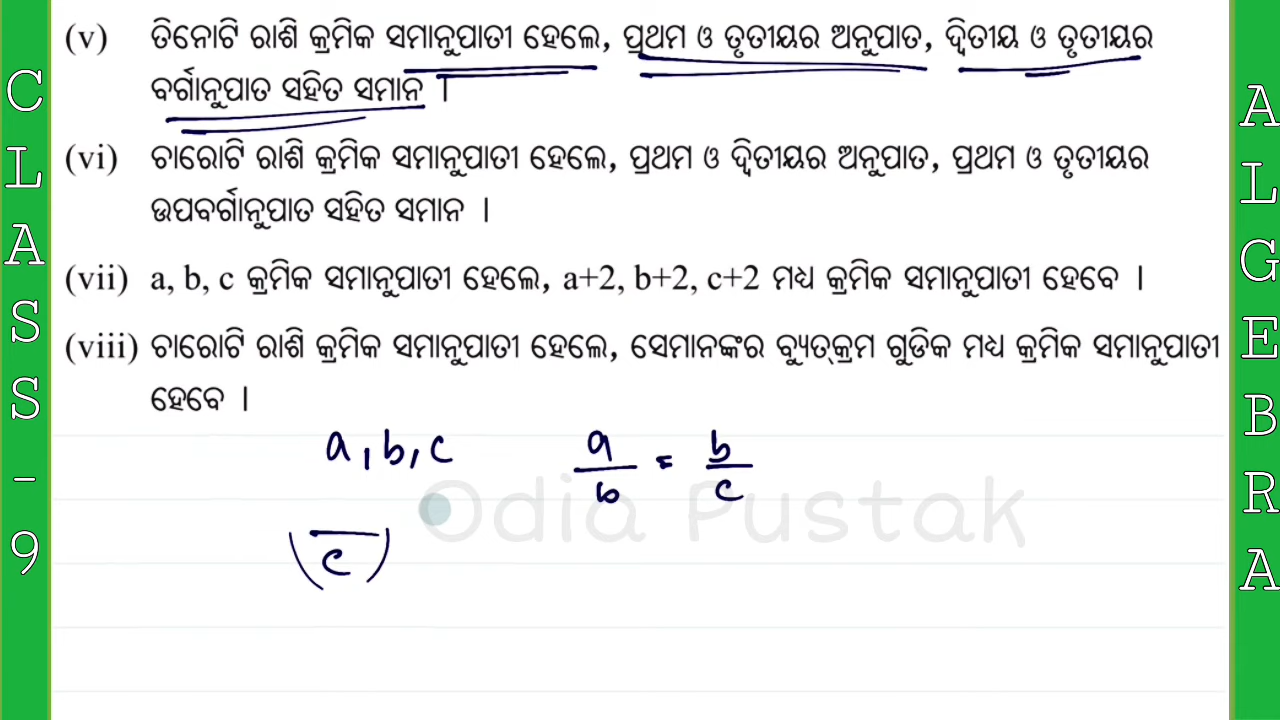 (v) ତିନୋଟି ରାଶି କ୍ରମିକ ସମାନୁପାତୀ ହେଲେ, ପ୍ରଥମ ଓ ତୃତୀୟର ଅନୁପାତ, ଦ୍ୱିତୀୟ ଓ ତୃତୀୟର
ବର୍ଗାନୁପାତ ସହିତ ସମାନ ।
(vi) ଚାରୋଟି ରାଶି କ୍ରମିକ ସମାନୁପାତୀ ହେଲେ, ପ୍ରଥମ ଓ ଦ୍ୱିତୀୟର ଅନୁପାତ, ପ୍ରଥମ ଓ ତୃତୀୟର
ଉପବର୍ଗାନୁପାତ ସହିତ ସମାନ ।
(vii) a, b, c କ୍ରମିକ ସମାନୁପାତୀ ହେଲେ, a+2, b+2, c+2 ମଧ୍ୟ କ୍ରମିକ ସମାନୁପାତୀ ହେବେ ।
(viii) ଚାରୋଟି ରାଶି କ୍ରମିକ ସମାନୁପାତୀ ହେଲେ, ସେମାନଙ୍କର ବ୍ୟୁତ୍‌କ୍ରମ ଗୁଡିକ ମଧ୍ୟ କ୍ରମିକ ସମାନୁପାତୀ
ହେବେ ।
a, b, c a/b = b/c
( /c)
Odia Pustak
CLASS-9
ALGEBRA